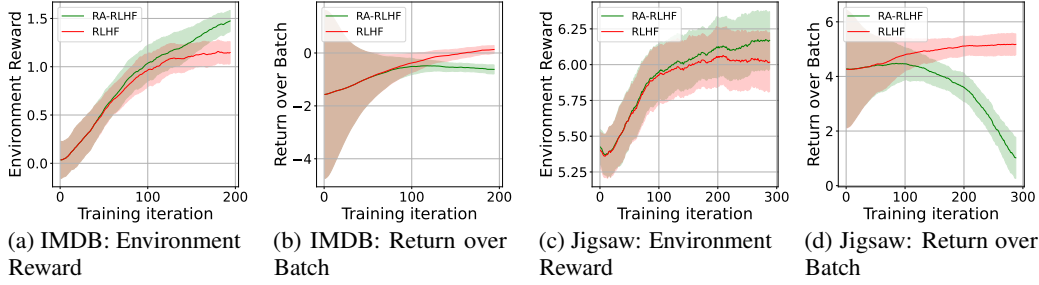 RA-RLHF
RLHF
Environment Reward
1.5
1.0
0.5
0.0
0
100
200
Training iteration
(a) IMDB: Environment
Reward
RA-RLHF
RLHF
Return over Batch
0
−2
−4
0
100
200
Training iteration
(b) IMDB: Return over
Batch
RA-RLHF
RLHF
Environment Reward
6.25
6.00
5.75
5.50
5.25
0
100
200
300
Training iteration
(c) Jigsaw: Environment
Reward
RA-RLHF
RLHF
Return over Batch
6
4
2
0
0
100
200
300
Training iteration
(d) Jigsaw: Return over
Batch